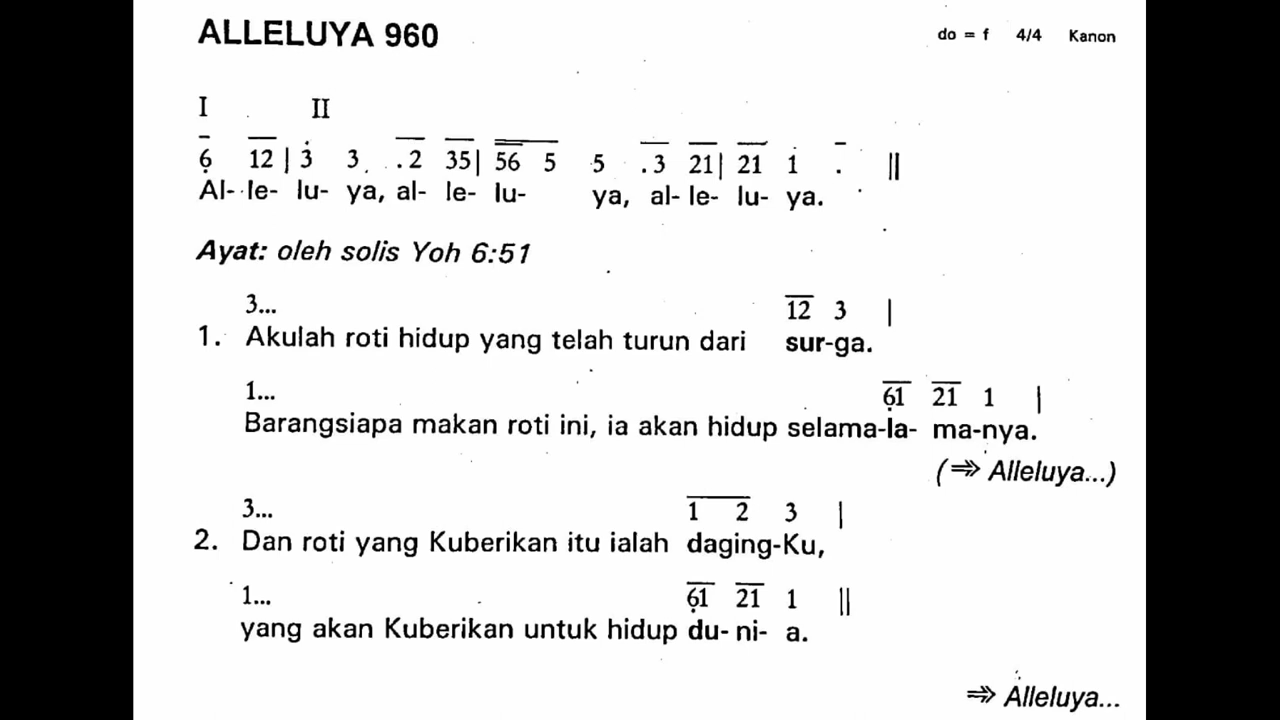 ALLELUYA 960 do = f 4/4 Kanon
I II
6̣ 12 | 3 3 .2 35 | 56 5 5 .3 21 | 21 1 . ||
Al- le- lu- ya, al- le- lu- ya, al- le- lu- ya.
Ayat: oleh solis Yoh 6:51
3... 12 3 |
1. Akulah roti hidup yang telah turun dari sur-ga.
1... 6̣1 21 1 |
Barangsiapa makan roti ini, ia akan hidup selama-la- ma-nya.
(⇒ Alleluya...)
3... 1 2 3 |
2. Dan roti yang Kuberikan itu ialah daging-Ku,
1... 6̣1 21 1 ||
yang akan Kuberikan untuk hidup du- ni- a.
⇒ Alleluya...